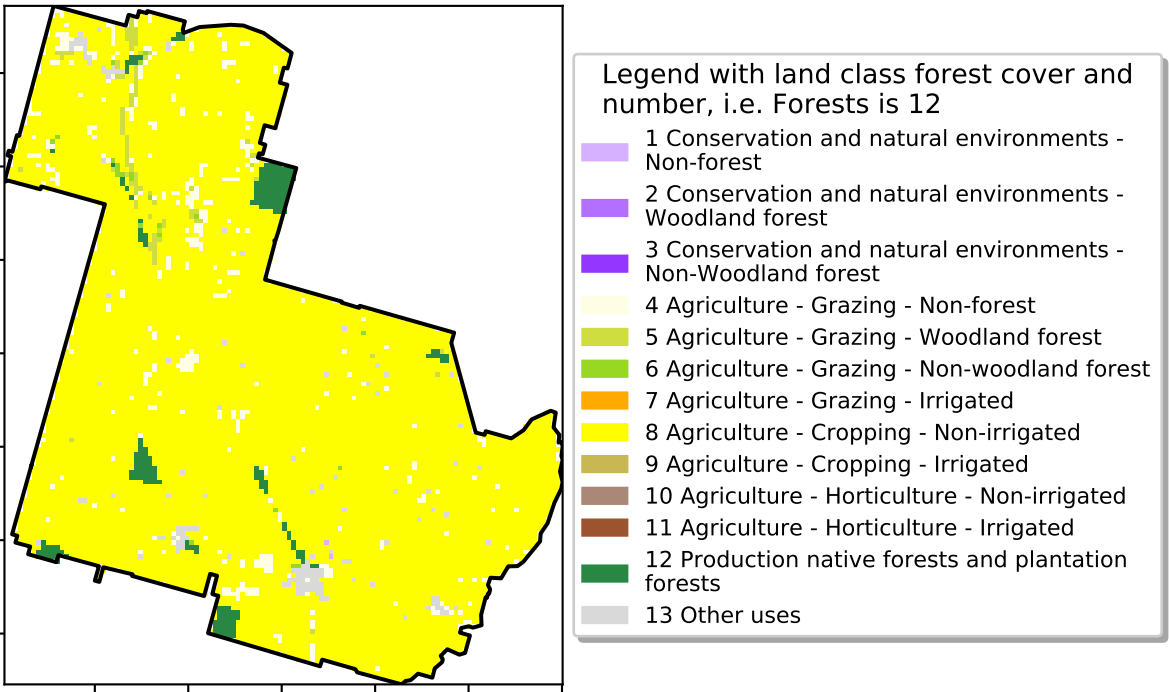 Legend with land class forest cover and
number, i.e. Forests is 12
1 Conservation and natural environments -
Non-forest
2 Conservation and natural environments -
Woodland forest
3 Conservation and natural environments -
Non-Woodland forest
4 Agriculture - Grazing - Non-forest
5 Agriculture - Grazing - Woodland forest
6 Agriculture - Grazing - Non-woodland forest
7 Agriculture - Grazing - Irrigated
8 Agriculture - Cropping - Non-irrigated
9 Agriculture - Cropping - Irrigated
10 Agriculture - Horticulture - Non-irrigated
11 Agriculture - Horticulture - Irrigated
12 Production native forests and plantation
forests
13 Other uses